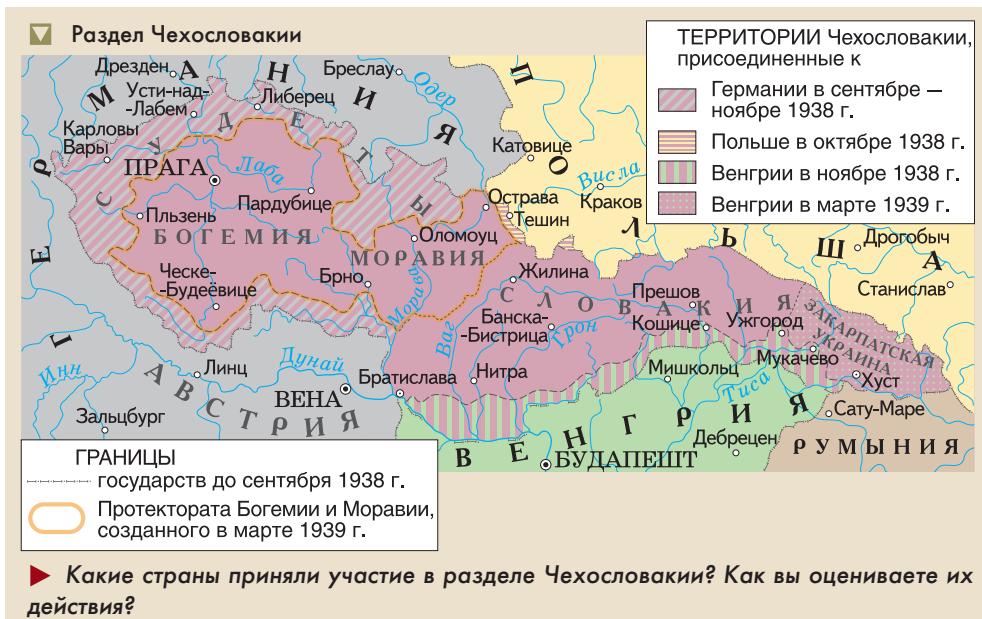 Раздел Чехословакии
ТЕРРИТОРИИ Чехословакии,
присоединенные к
Германии в сентябре –
ноябре 1938 г.
Польше в октябре 1938 г.
Венгрии в ноябре 1938 г.
Венгрии в марте 1939 г.
ГЕРМАНИЯ
Дрезден
Бреслау
Одер
Усти-над-
-Лабем
Либерец
СУДЕТЫ
Карловы
Вары
ПРАГА
Лаба
Катовице
ПОЛЬША
Висла
Краков
Острава
Тешин
Пльзень
Пардубице
БОГЕМИЯ
Оломоуц
МОРАВИЯ
Дрогобыч
Станислав
Ческе-
-Будеёвице
Брно
Морава
Жилина
СЛОВАКИЯ
Прешов
Банска-
-Бистрица
Ваг
Грон
Кошице
Ужгород
ЗАКАРПАТСКАЯ
УКРАИНА
Мукачево
Хуст
Инн
Линц
Дунай
АВСТРИЯ
ВЕНА
Братислава
Нитра
Мишкольц
Тиса
Зальцбург
Сату-Маре
ВЕНГРИЯ
Дебрецен
БУДАПЕШТ
РУМЫНИЯ
ГРАНИЦЫ
государств до сентября 1938 г.
Протектората Богемии и Моравии,
созданного в марте 1939 г.
Какие страны приняли участие в разделе Чехословакии? Как вы оцениваете их
действия?